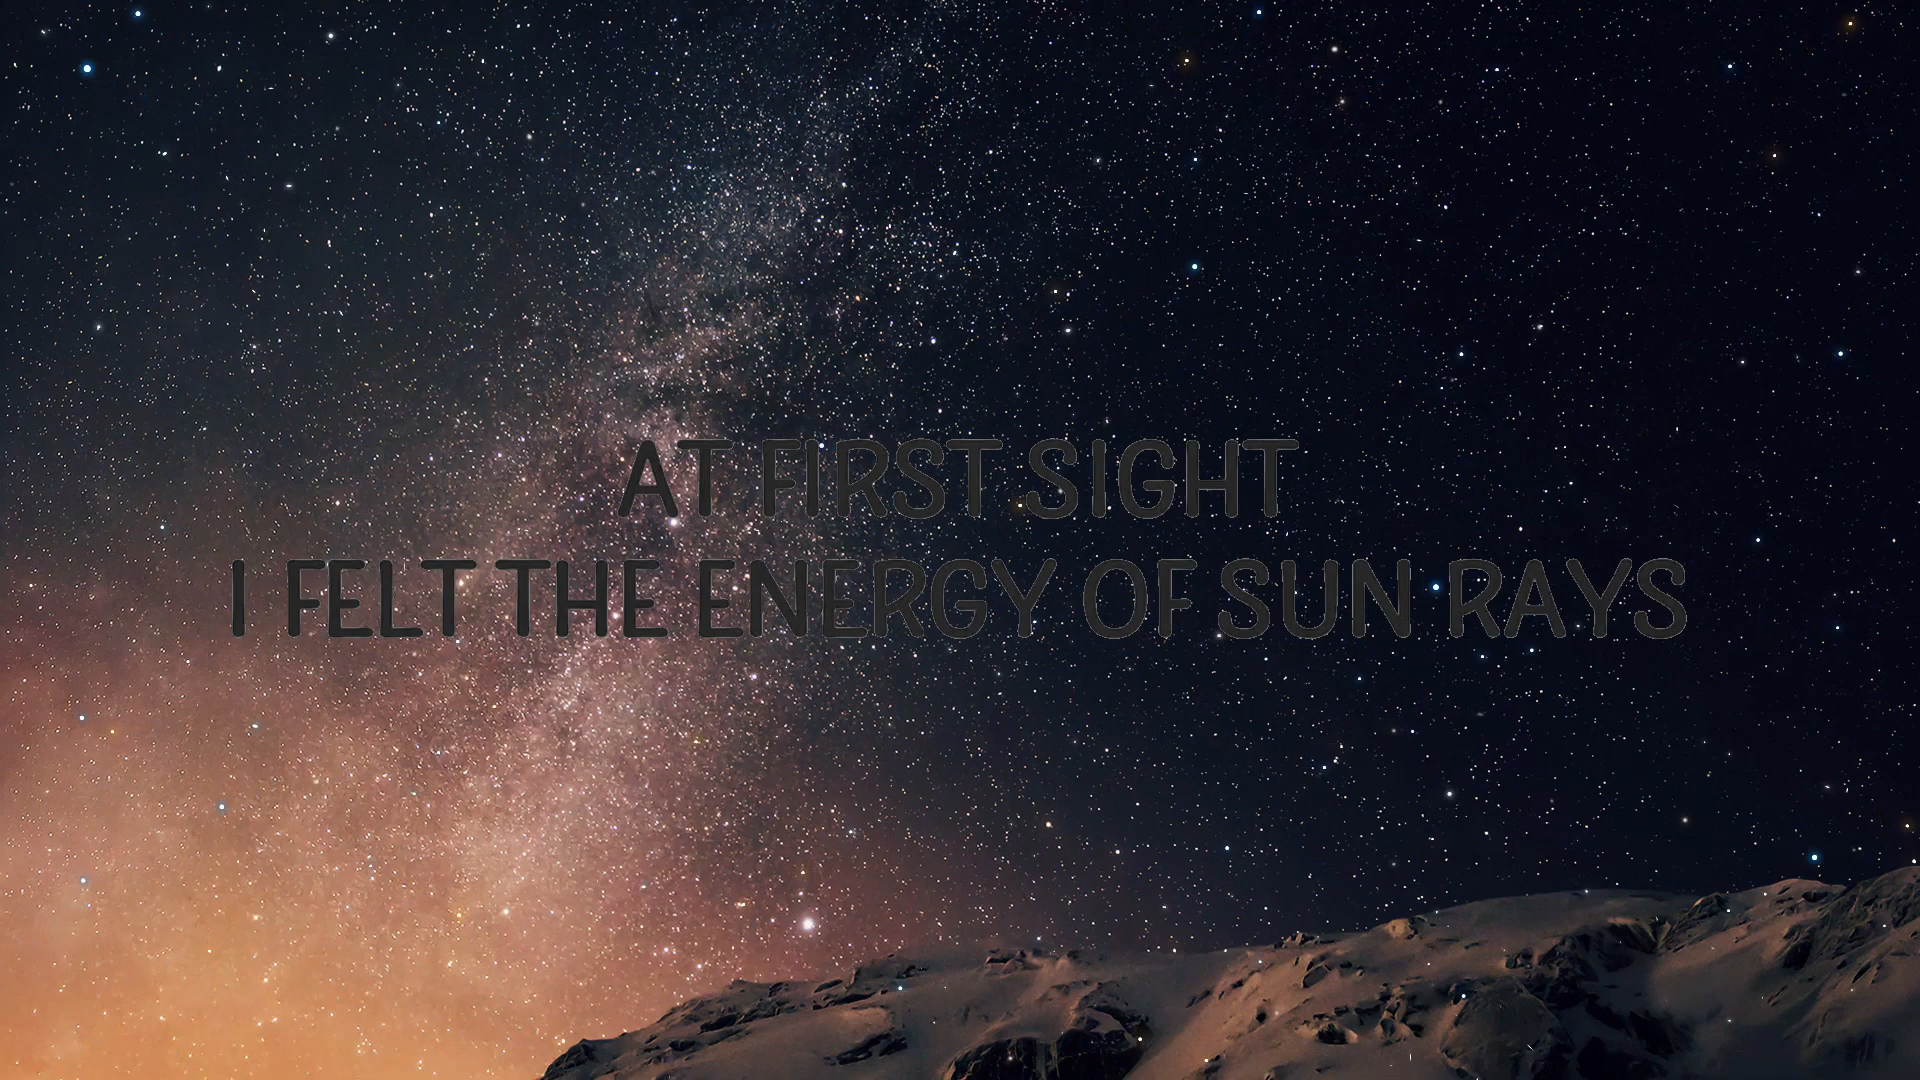 AT FIRST SIGHT
I FELT THE ENERGY OF SUN RAYS